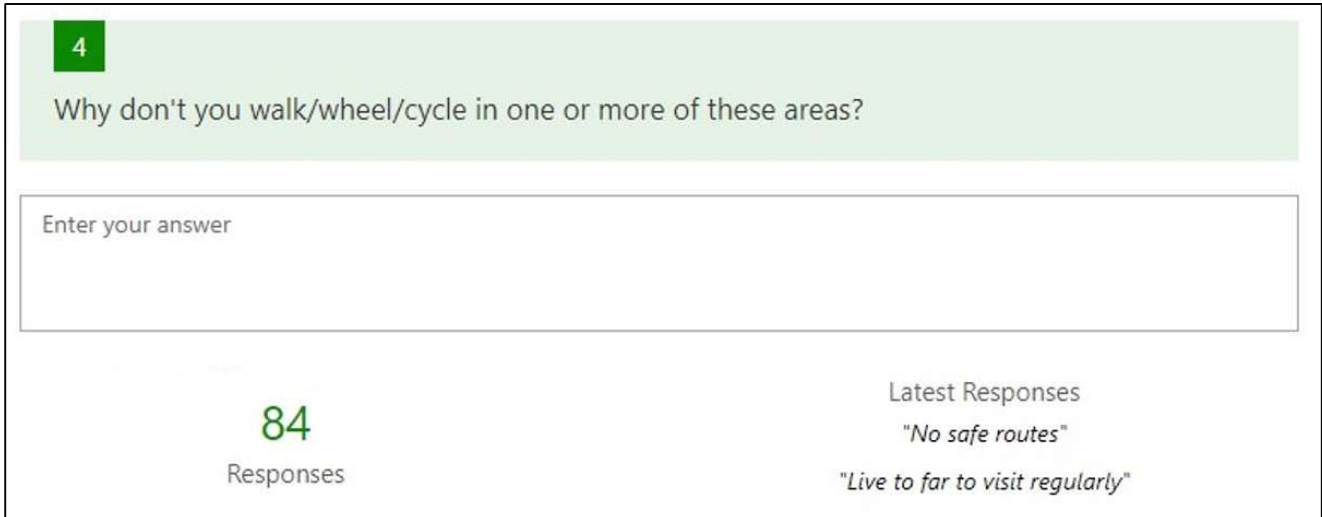 4
Why don't you walk/wheel/cycle in one or more of these areas?
Enter your answer
84
Responses
Latest Responses
"No safe routes"
"Live to far to visit regularly"